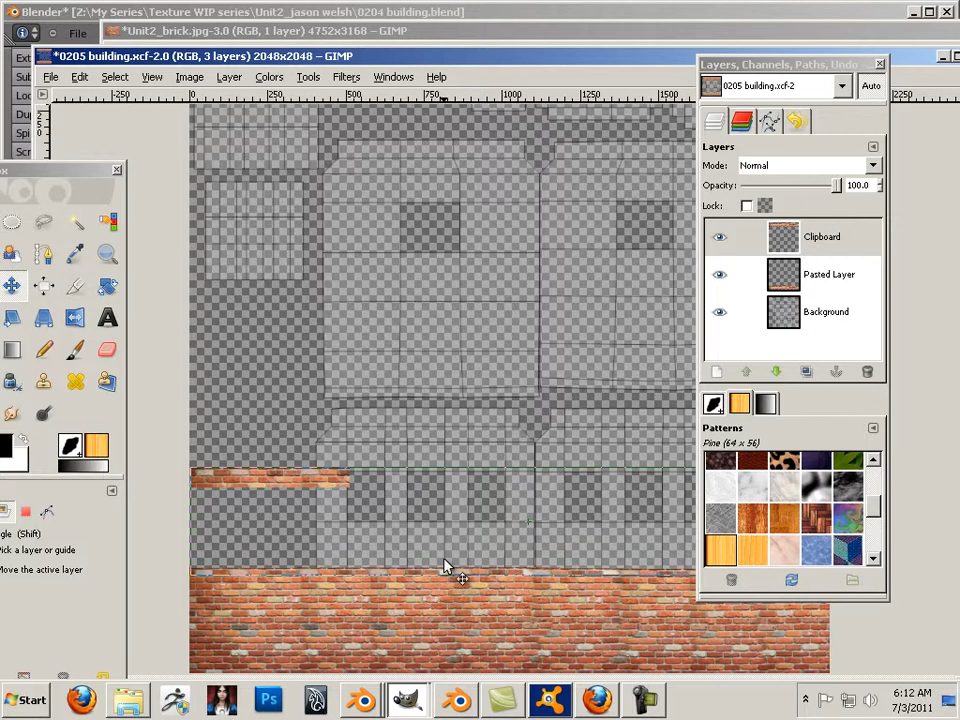 Blender* [Z:\My Series\Texture WIP series\Unit2_jason welsh\0204 building.blend]
File
*Unit2_brick.jpg-3.0 (RGB, 1 layer) 4752x3168 – GIMP
*0205 building.xcf-2.0 (RGB, 3 layers) 2048x2048 – GIMP
File Edit Select View Image Layer Colors Tools Filters Windows Help
-250 0 250 500 750 1000 1250 1500 2250
Layers, Channels, Paths, Undo
0205 building.xcf-2
Auto
Layers
Mode: Normal
Opacity: 100.0
Lock:
Clipboard
Pasted Layer
Background
Patterns
Pine (64 x 56)
(Shift)
Pick a layer or guide
Move the active layer
Start
Ps
6:12 AM
7/3/2011